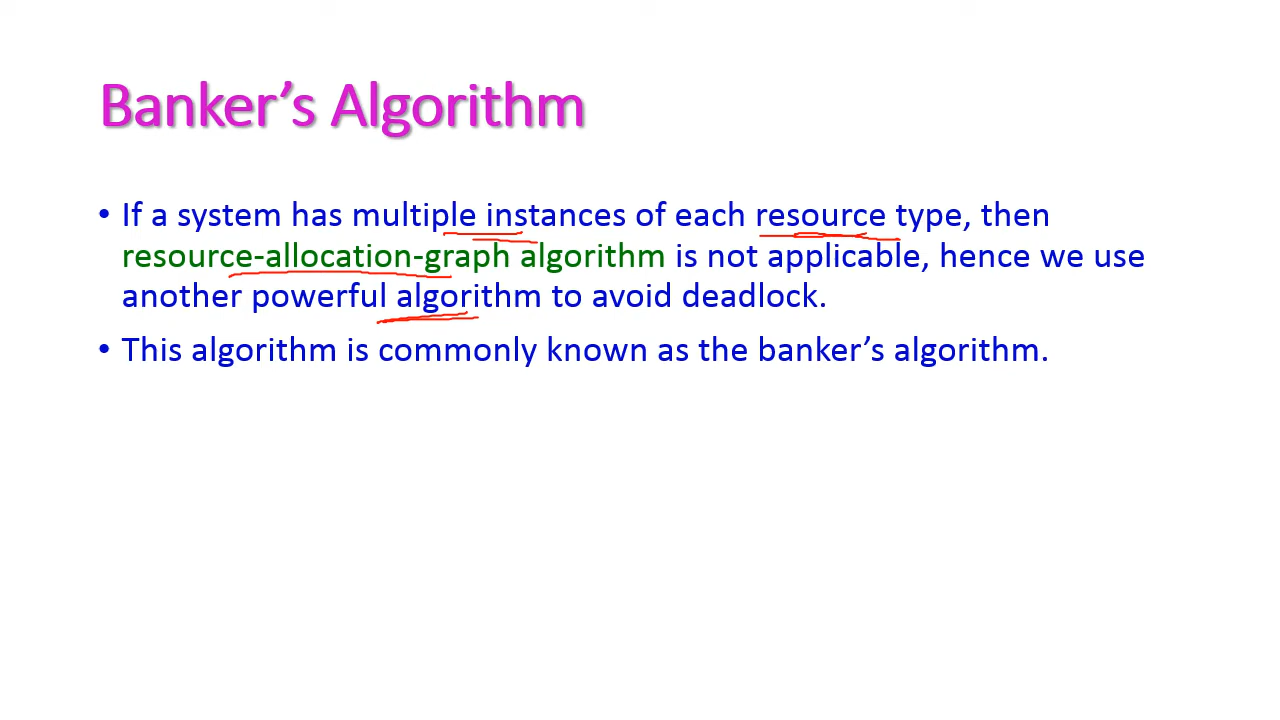 Banker’s Algorithm
• If a system has multiple instances of each resource type, then
resource-allocation-graph algorithm is not applicable, hence we use
another powerful algorithm to avoid deadlock.
• This algorithm is commonly known as the banker’s algorithm.